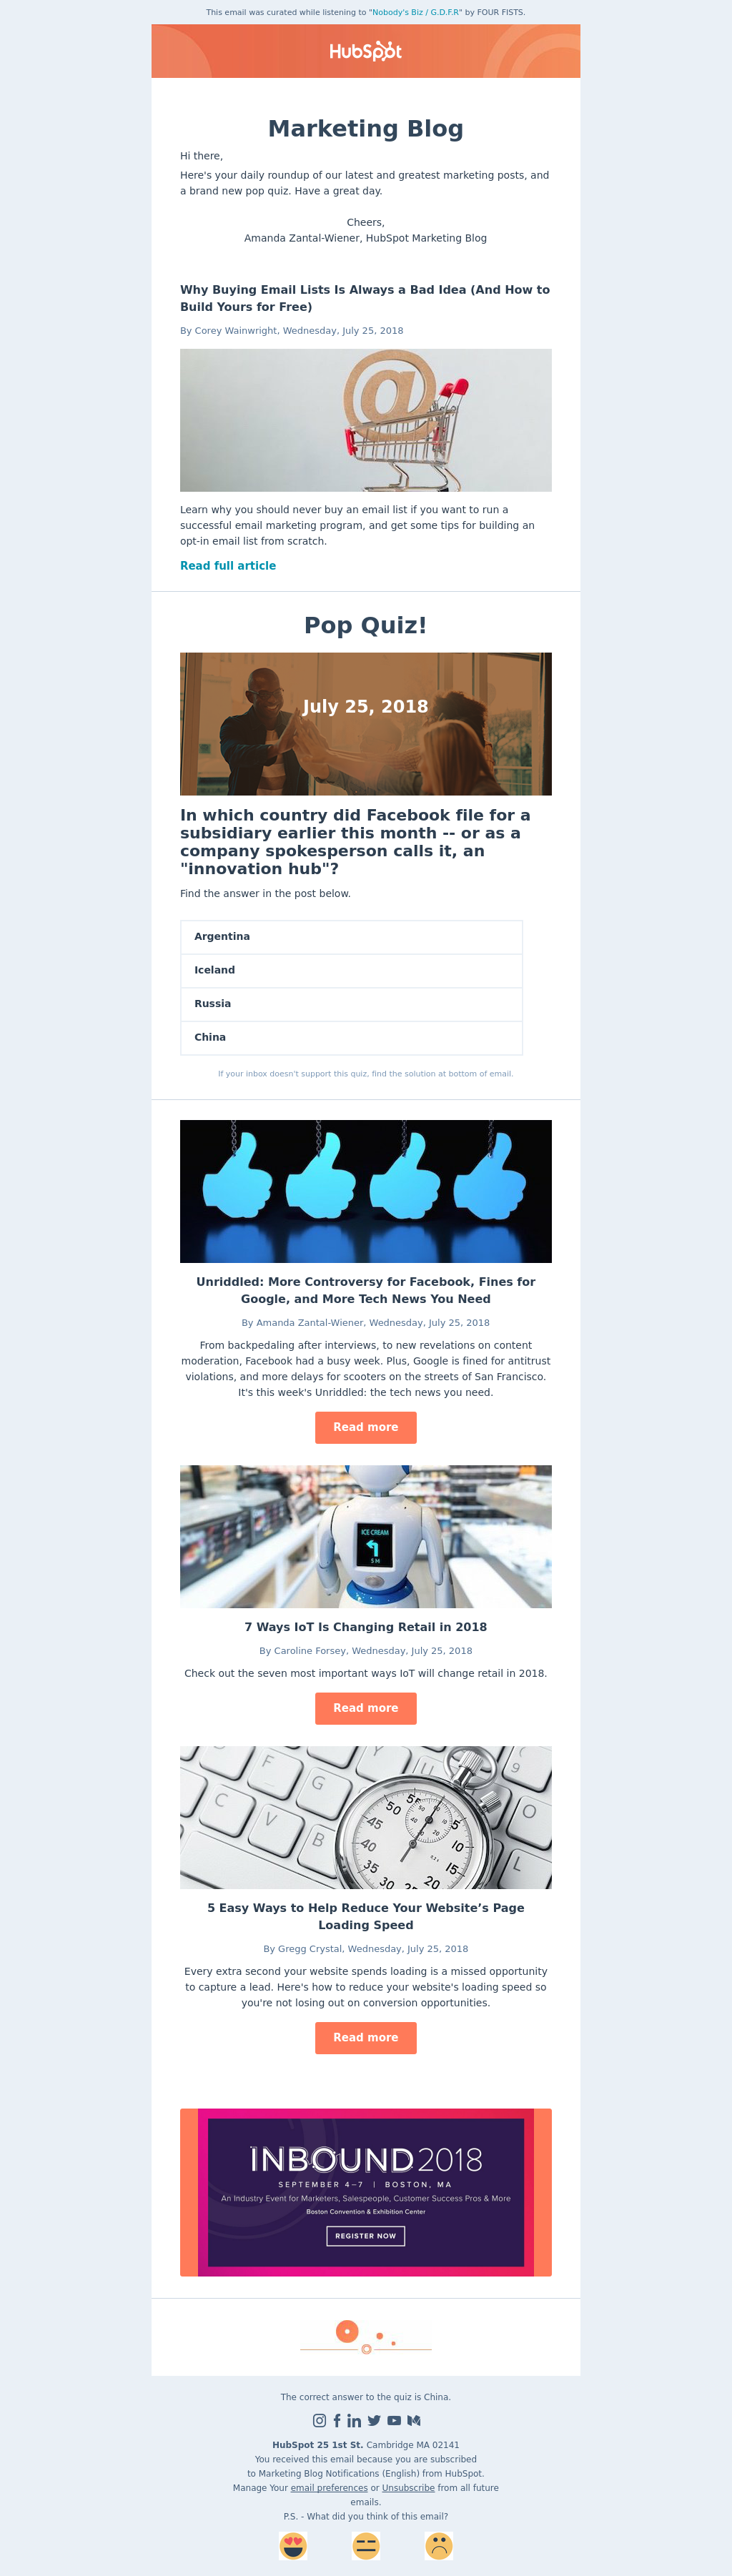 This email was curated while listening to "Nobody's Biz / G.D.F.R" by FOUR FISTS.
HubSpot
Marketing Blog
Hi there,
Here's your daily roundup of our latest and greatest marketing posts, and
a brand new pop quiz. Have a great day.
Cheers,
Amanda Zantal-Wiener, HubSpot Marketing Blog
Why Buying Email Lists Is Always a Bad Idea (And How to
Build Yours for Free)
By Corey Wainwright, Wednesday, July 25, 2018
@
Learn why you should never buy an email list if you want to run a
successful email marketing program, and get some tips for building an
opt-in email list from scratch.
Read full article
Pop Quiz!
July 25, 2018
In which country did Facebook file for a
subsidiary earlier this month -- or as a
company spokesperson calls it, an
"innovation hub"?
Find the answer in the post below.
Argentina
Iceland
Russia
China
If your inbox doesn't support this quiz, find the solution at bottom of email.
Unriddled: More Controversy for Facebook, Fines for
Google, and More Tech News You Need
By Amanda Zantal-Wiener, Wednesday, July 25, 2018
From backpedaling after interviews, to new revelations on content
moderation, Facebook had a busy week. Plus, Google is fined for antitrust
violations, and more delays for scooters on the streets of San Francisco.
It's this week's Unriddled: the tech news you need.
Read more
ICE CREAM
5 M
7 Ways IoT Is Changing Retail in 2018
By Caroline Forsey, Wednesday, July 25, 2018
Check out the seven most important ways IoT will change retail in 2018.
Read more
5 Easy Ways to Help Reduce Your Website’s Page
Loading Speed
By Gregg Crystal, Wednesday, July 25, 2018
Every extra second your website spends loading is a missed opportunity
to capture a lead. Here's how to reduce your website's loading speed so
you're not losing out on conversion opportunities.
Read more
INBOUND 2018
SEPTEMBER 4–7 | BOSTON, MA
An Industry Event for Marketers, Salespeople, Customer Success Pros & More
Boston Convention & Exhibition Center
REGISTER NOW
The correct answer to the quiz is China.
HubSpot 25 1st St. Cambridge MA 02141
You received this email because you are subscribed
to Marketing Blog Notifications (English) from HubSpot.
Manage Your email preferences or Unsubscribe from all future
emails.
P.S. - What did you think of this email?